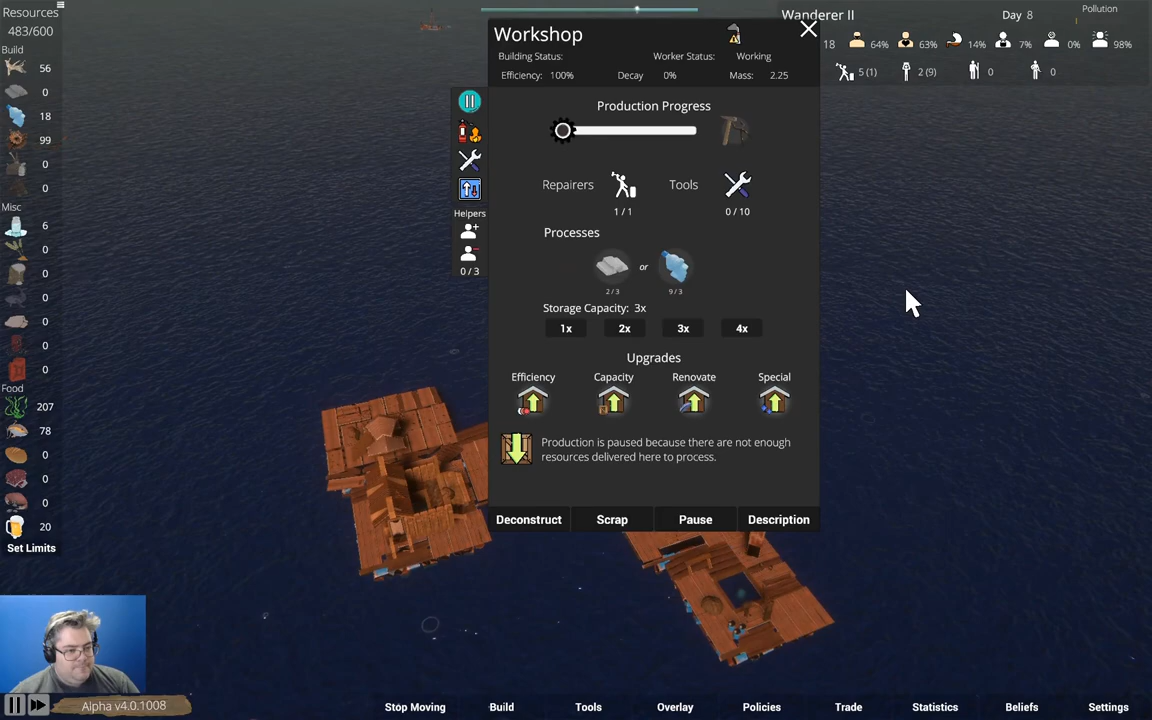 Resources
483/600
Build
56
0
18
99
0
0
Misc
6
0
0
0
0
0
0
Food
207
78
0
0
0
20
Set Limits
Alpha v4.0.1008
Workshop
Building Status: Worker Status: Working
Efficiency: 100% Decay 0% Mass: 2.25
Production Progress
Repairers Tools
1 / 1 0 / 10
Helpers
0 / 3
Processes
or
2 / 3 9 / 3
Storage Capacity: 3x
1x 2x 3x 4x
Upgrades
Efficiency Capacity Renovate Special
Production is paused because there are not enough
resources delivered here to process.
Deconstruct Scrap Pause Description
Wanderer II Day 8 Pollution
18 64% 63% 14% 7% 0% 98%
5 (1) 2 (9) 0 0
Stop Moving Build Tools Overlay Policies Trade Statistics Beliefs Settings